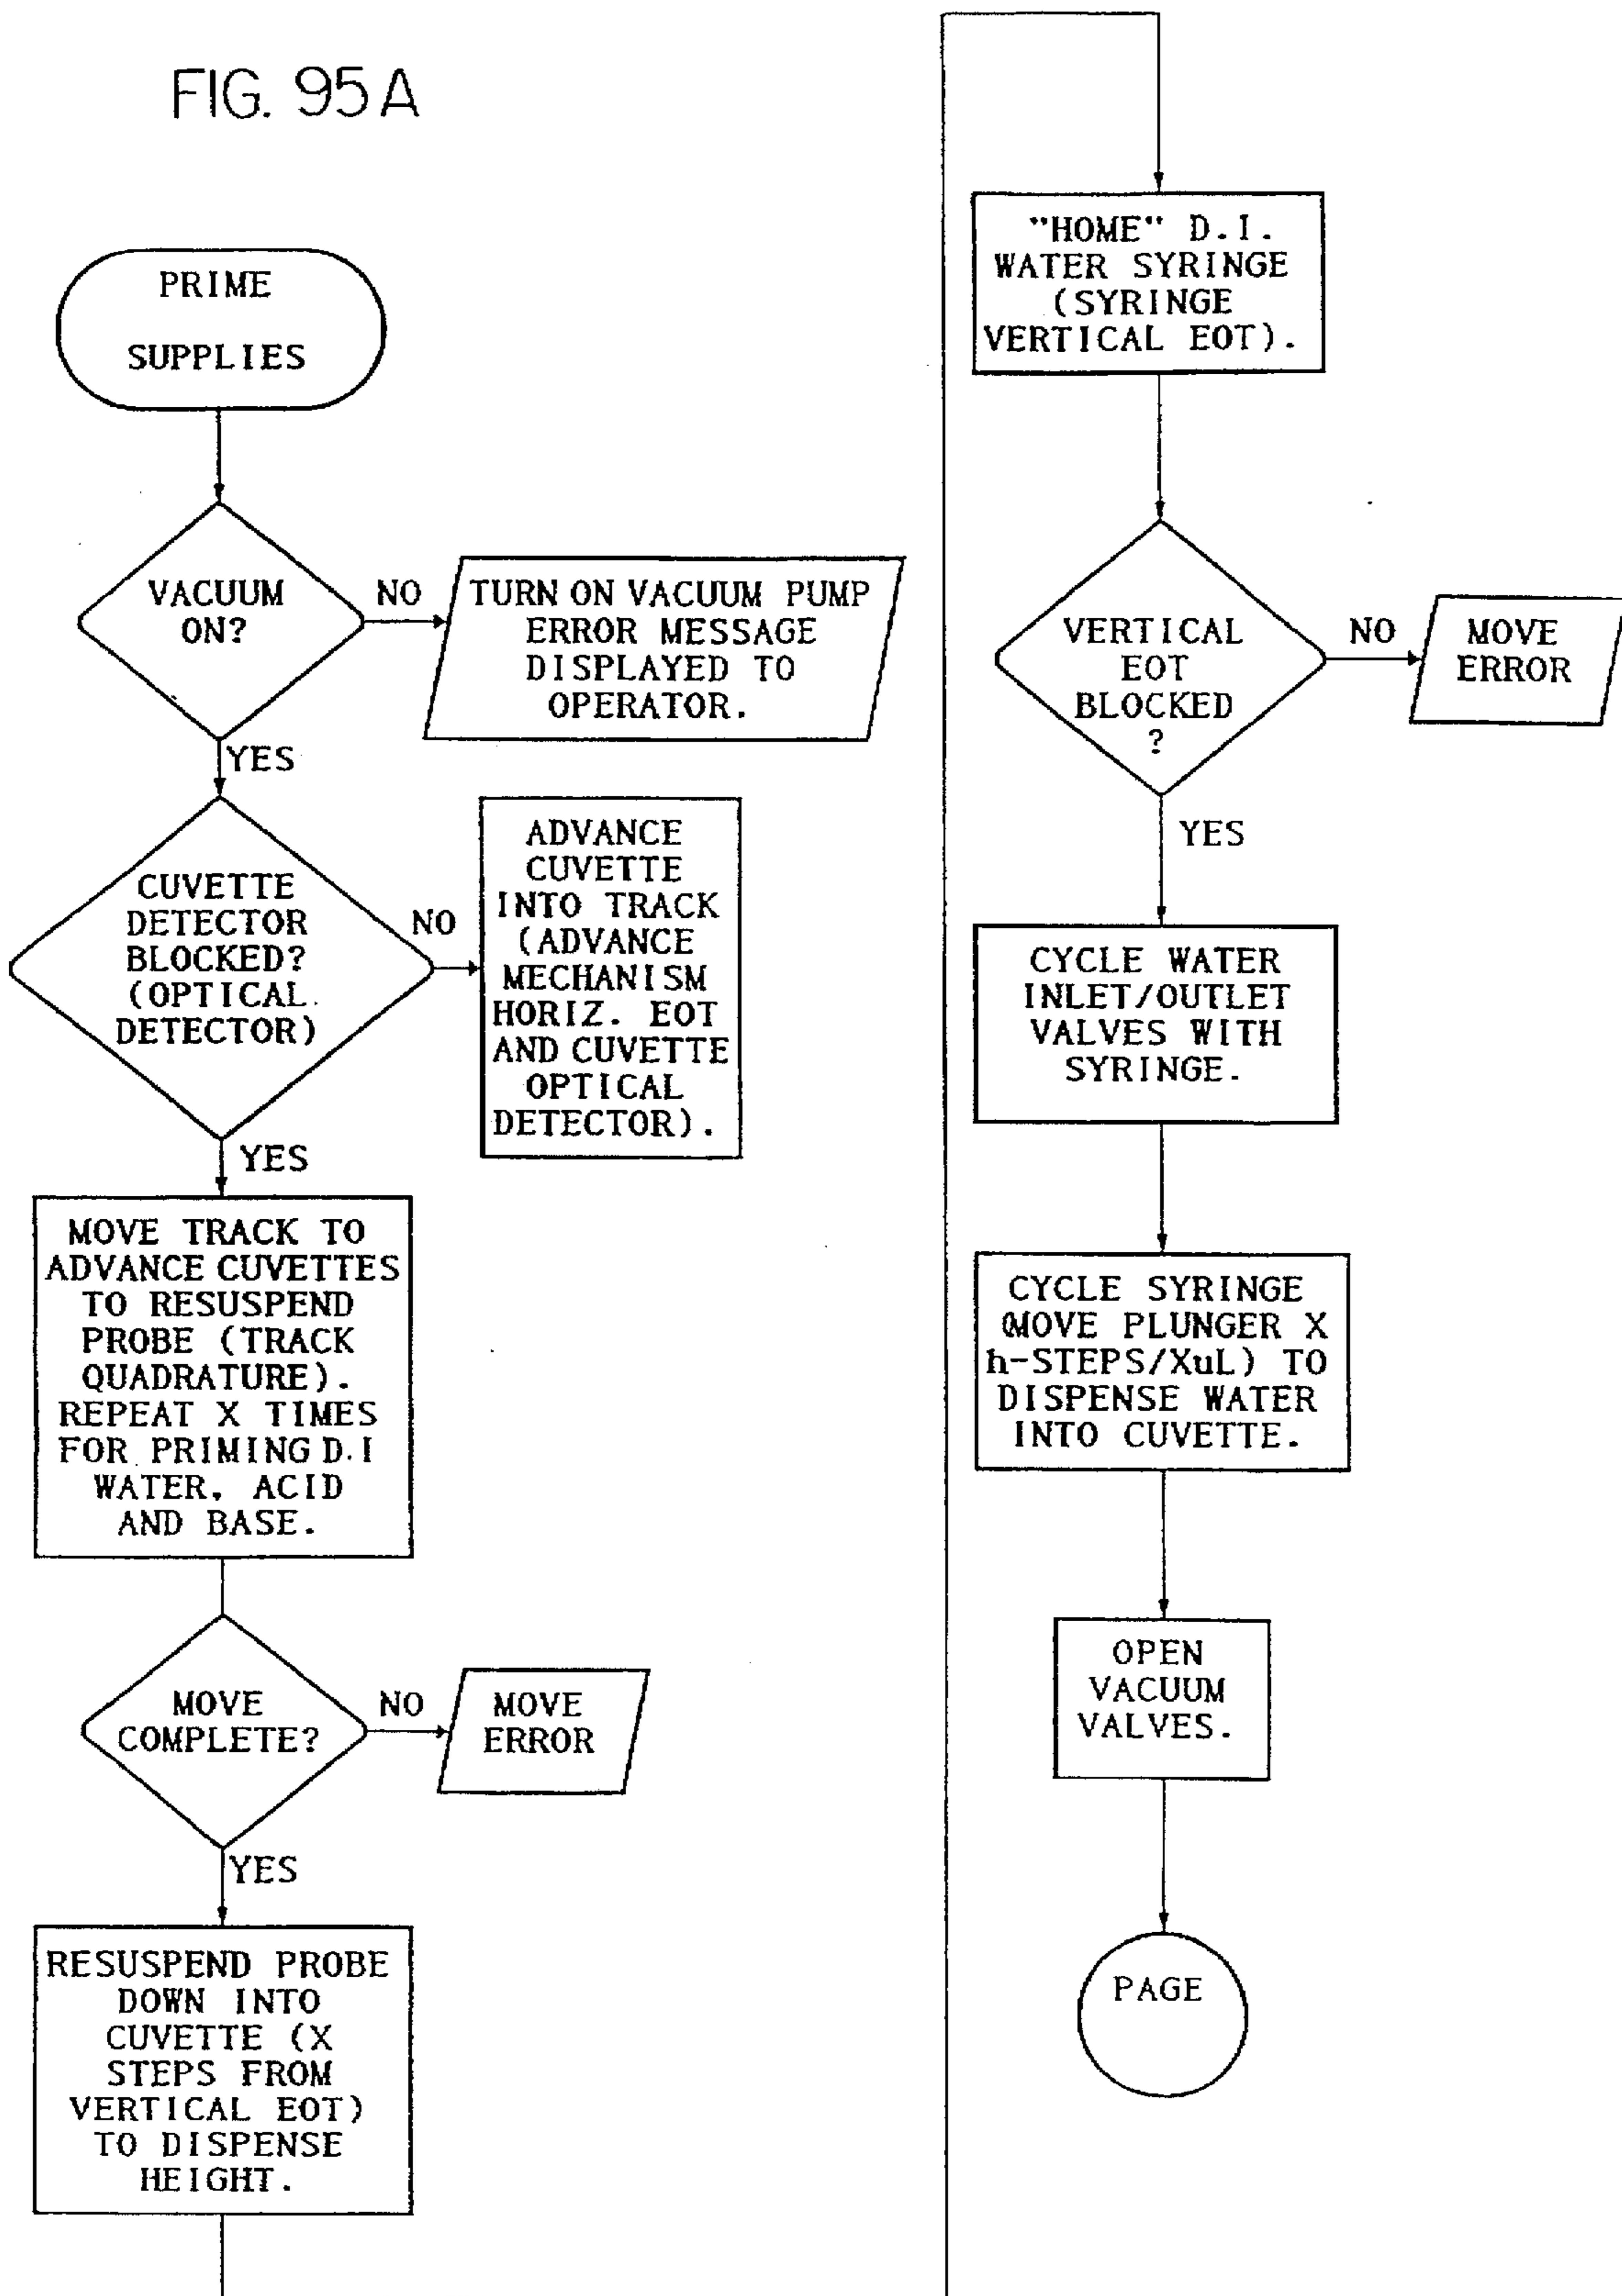 FIG. 95A
PRIME
SUPPLIES
VACUUM
ON?
NO
TURN ON VACUUM PUMP
ERROR MESSAGE
DISPLAYED TO
OPERATOR.
YES
CUVETTE
DETECTOR
BLOCKED?
(OPTICAL
DETECTOR)
NO
ADVANCE
CUVETTE
INTO TRACK
(ADVANCE
MECHANISM
HORIZ. EOT
AND CUVETTE
OPTICAL
DETECTOR).
YES
MOVE TRACK TO
ADVANCE CUVETTES
TO RESUSPEND
PROBE (TRACK
QUADRATURE).
REPEAT X TIMES
FOR PRIMING D.I
WATER, ACID
AND BASE.
MOVE
COMPLETE?
NO
MOVE
ERROR
YES
RESUSPEND PROBE
DOWN INTO
CUVETTE (X
STEPS FROM
VERTICAL EOT)
TO DISPENSE
HEIGHT.
"HOME" D.I.
WATER SYRINGE
(SYRINGE
VERTICAL EOT).
VERTICAL
EOT
BLOCKED
?
NO
MOVE
ERROR
YES
CYCLE WATER
INLET/OUTLET
VALVES WITH
SYRINGE.
CYCLE SYRINGE
(MOVE PLUNGER X
h-STEPS/XuL) TO
DISPENSE WATER
INTO CUVETTE.
OPEN
VACUUM
VALVES.
PAGE